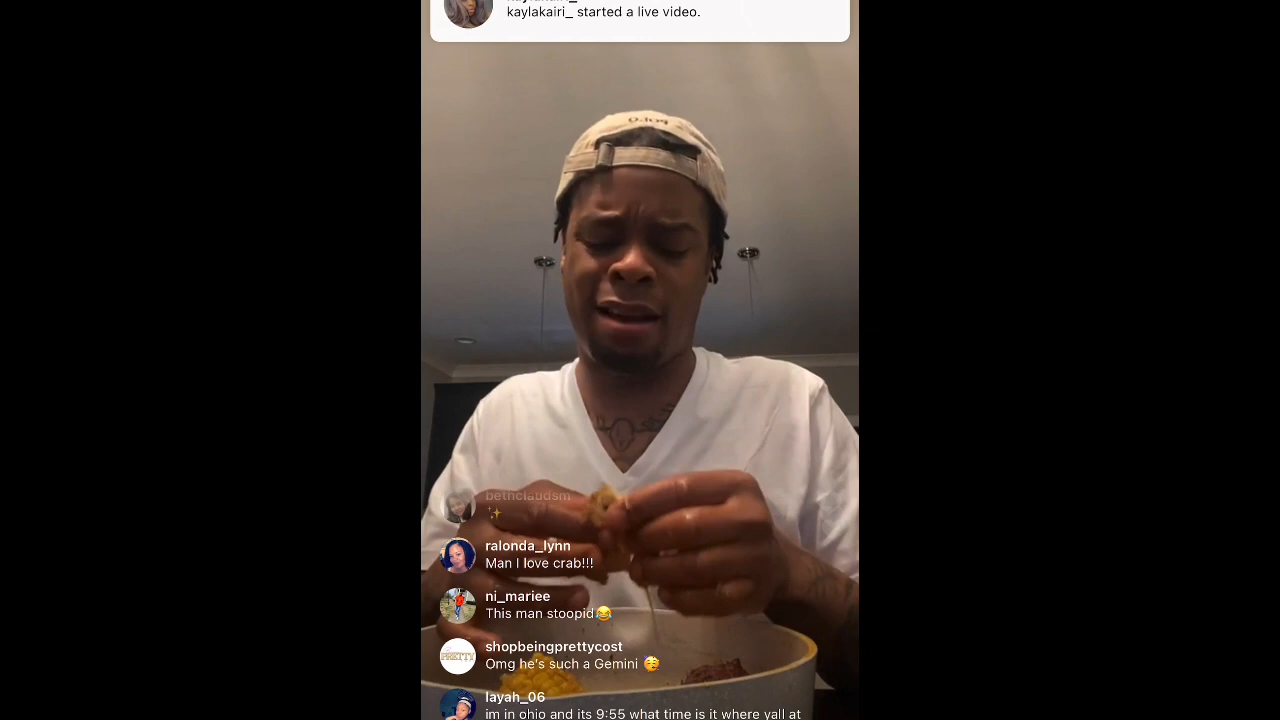 kaylakairi_ started a live video.
bethclaudsm
✨
ralonda_lynn
Man I love crab!!!
ni_mariee
This man stoopid😂
PRETTY
shopbeingprettycost
Omg he's such a Gemini 🥳
layah_06
im in ohio and its 9:55 what time is it where yall at